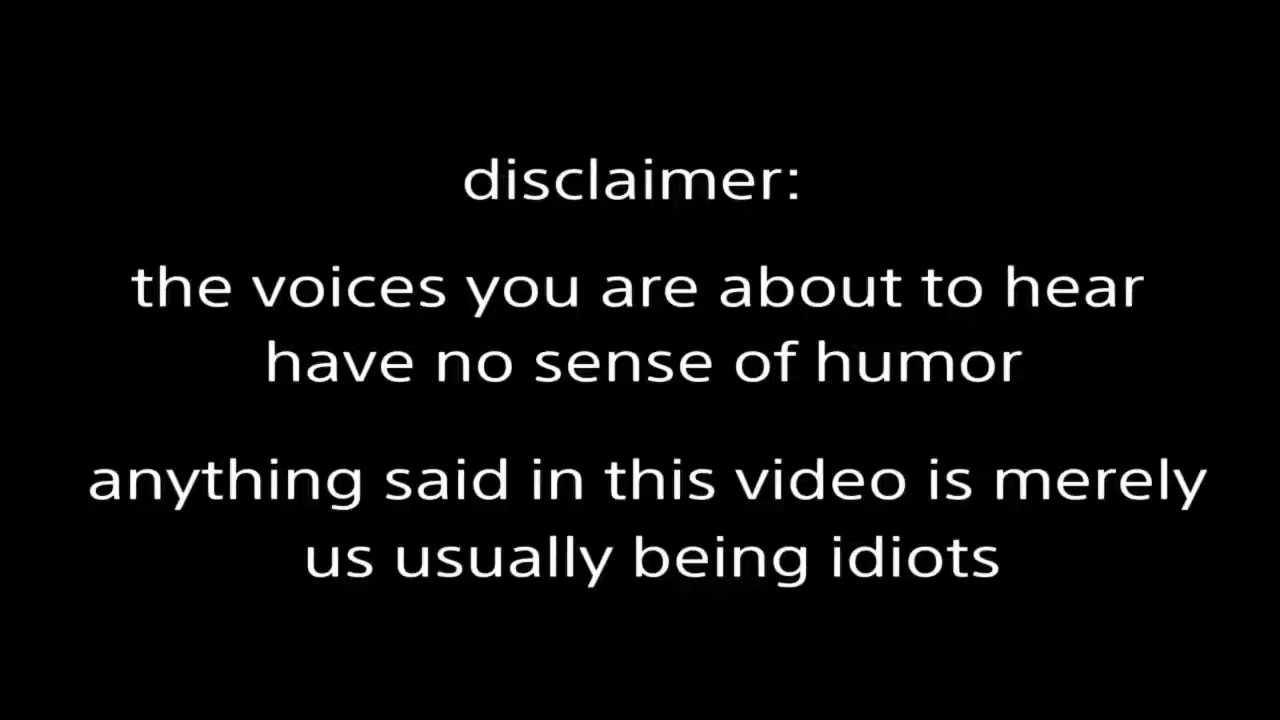 disclaimer:
the voices you are about to hear
have no sense of humor
anything said in this video is merely
us usually being idiots